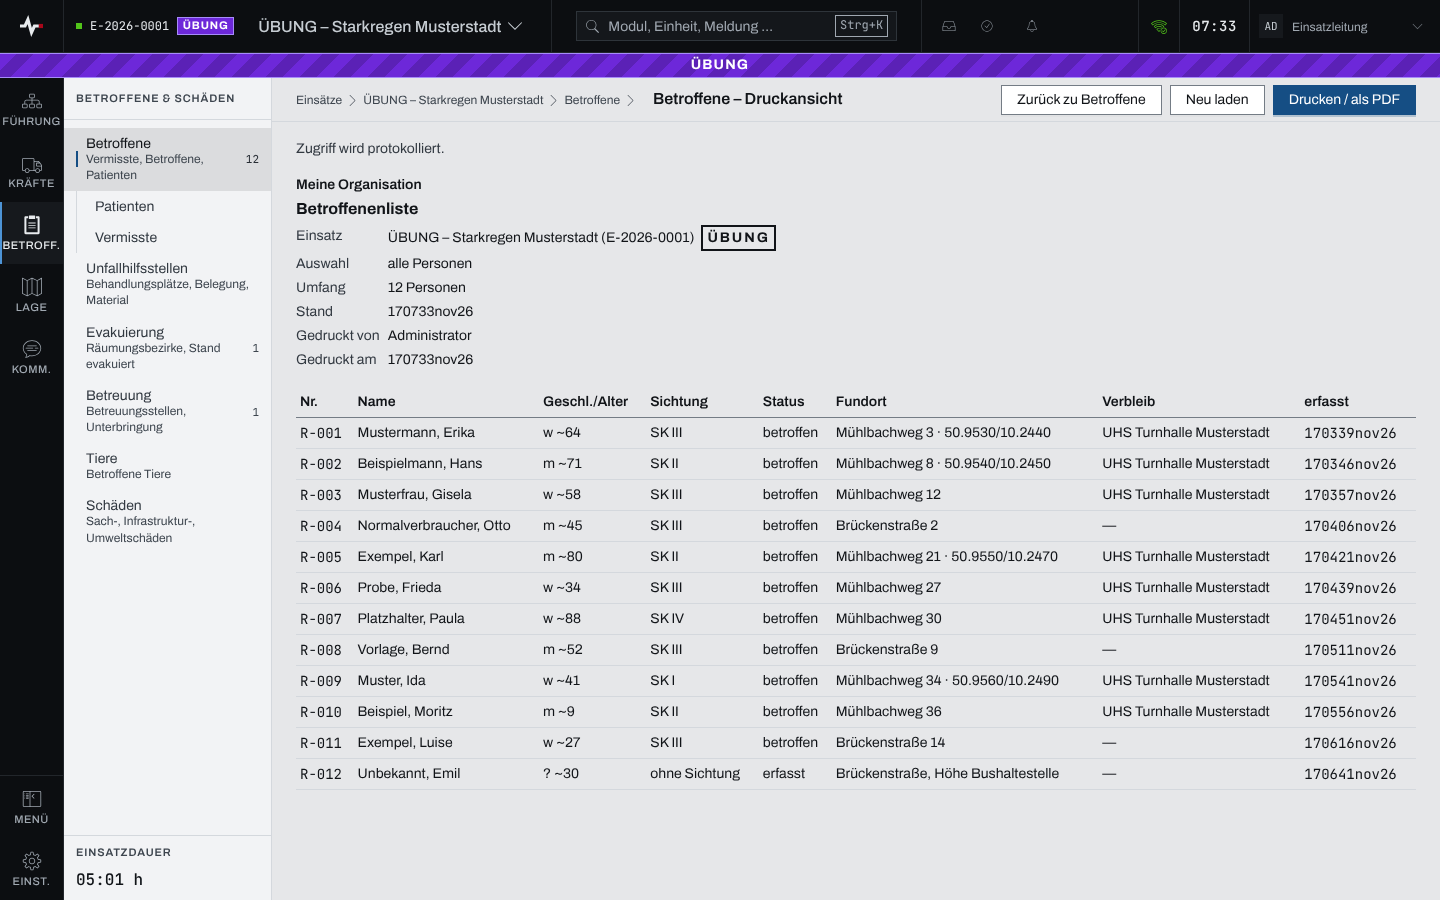 E-2026-0001 ÜBUNG ÜBUNG – Starkregen Musterstadt Modul, Einheit, Meldung ... Strg+K 07:33 AD Einsatzleitung
ÜBUNG
FÜHRUNG
KRÄFTE
BETROFF.
LAGE
KOMM.
MENÜ
EINST.
BETROFFENE & SCHÄDEN
Betroffene
Vermisste, Betroffene, 12
Patienten
Patienten
Vermisste
Unfallhilfsstellen
Behandlungsplätze, Belegung,
Material
Evakuierung
Räumungsbezirke, Stand 1
evakuiert
Betreuung
Betreuungsstellen, 1
Unterbringung
Tiere
Betroffene Tiere
Schäden
Sach-, Infrastruktur-,
Umweltschäden
EINSATZDAUER
05:01 h
Einsätze ÜBUNG – Starkregen Musterstadt Betroffene Betroffene – Druckansicht Zurück zu Betroffene Neu laden Drucken / als PDF
Zugriff wird protokolliert.
Meine Organisation
Betroffenenliste
Einsatz ÜBUNG – Starkregen Musterstadt (E-2026-0001) ÜBUNG
Auswahl alle Personen
Umfang 12 Personen
Stand 170733nov26
Gedruckt von Administrator
Gedruckt am 170733nov26
Nr. Name Geschl./Alter Sichtung Status Fundort Verbleib erfasst
R-001 Mustermann, Erika w ~64 SK III betroffen Mühlbachweg 3 · 50.9530/10.2440 UHS Turnhalle Musterstadt 170339nov26
R-002 Beispielmann, Hans m ~71 SK II betroffen Mühlbachweg 8 · 50.9540/10.2450 UHS Turnhalle Musterstadt 170346nov26
R-003 Musterfrau, Gisela w ~58 SK III betroffen Mühlbachweg 12 UHS Turnhalle Musterstadt 170357nov26
R-004 Normalverbraucher, Otto m ~45 SK III betroffen Brückenstraße 2 — 170406nov26
R-005 Exempel, Karl m ~80 SK II betroffen Mühlbachweg 21 · 50.9550/10.2470 UHS Turnhalle Musterstadt 170421nov26
R-006 Probe, Frieda w ~34 SK III betroffen Mühlbachweg 27 UHS Turnhalle Musterstadt 170439nov26
R-007 Platzhalter, Paula w ~88 SK IV betroffen Mühlbachweg 30 UHS Turnhalle Musterstadt 170451nov26
R-008 Vorlage, Bernd m ~52 SK III betroffen Brückenstraße 9 — 170511nov26
R-009 Muster, Ida w ~41 SK I betroffen Mühlbachweg 34 · 50.9560/10.2490 UHS Turnhalle Musterstadt 170541nov26
R-010 Beispiel, Moritz m ~9 SK II betroffen Mühlbachweg 36 UHS Turnhalle Musterstadt 170556nov26
R-011 Exempel, Luise w ~27 SK III betroffen Brückenstraße 14 — 170616nov26
R-012 Unbekannt, Emil ? ~30 ohne Sichtung erfasst Brückenstraße, Höhe Bushaltestelle — 170641nov26